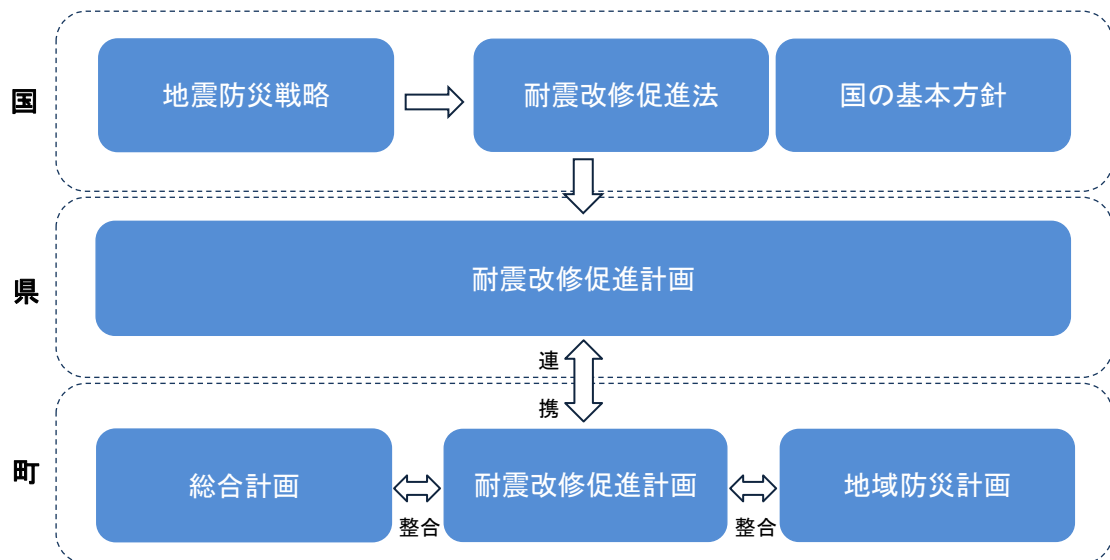 国
地震防災戦略
耐震改修促進法
国の基本方針
県
耐震改修促進計画
連
携
町
総合計画
整合
耐震改修促進計画
整合
地域防災計画